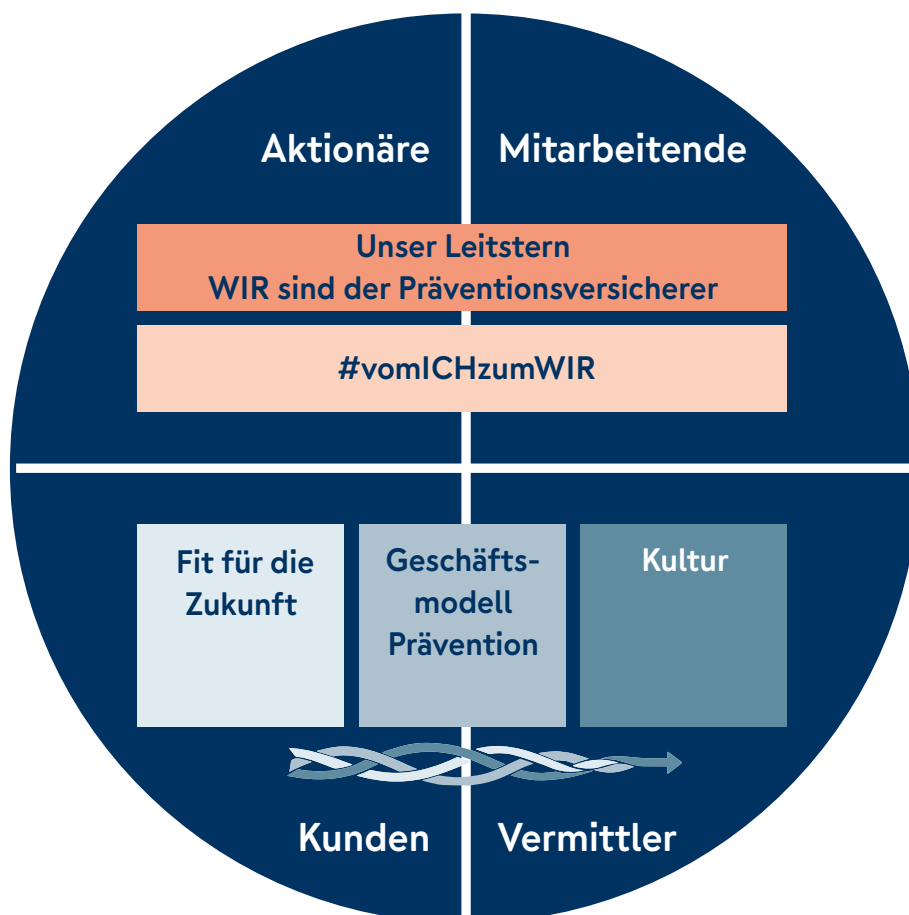 Aktionäre
Mitarbeitende
Unser Leitstern
WIR sind der Präventionsversicherer
#vomICHzumWIR
Fit für die
Zukunft
Geschäfts-
modell
Prävention
Kultur
Kunden
Vermittler